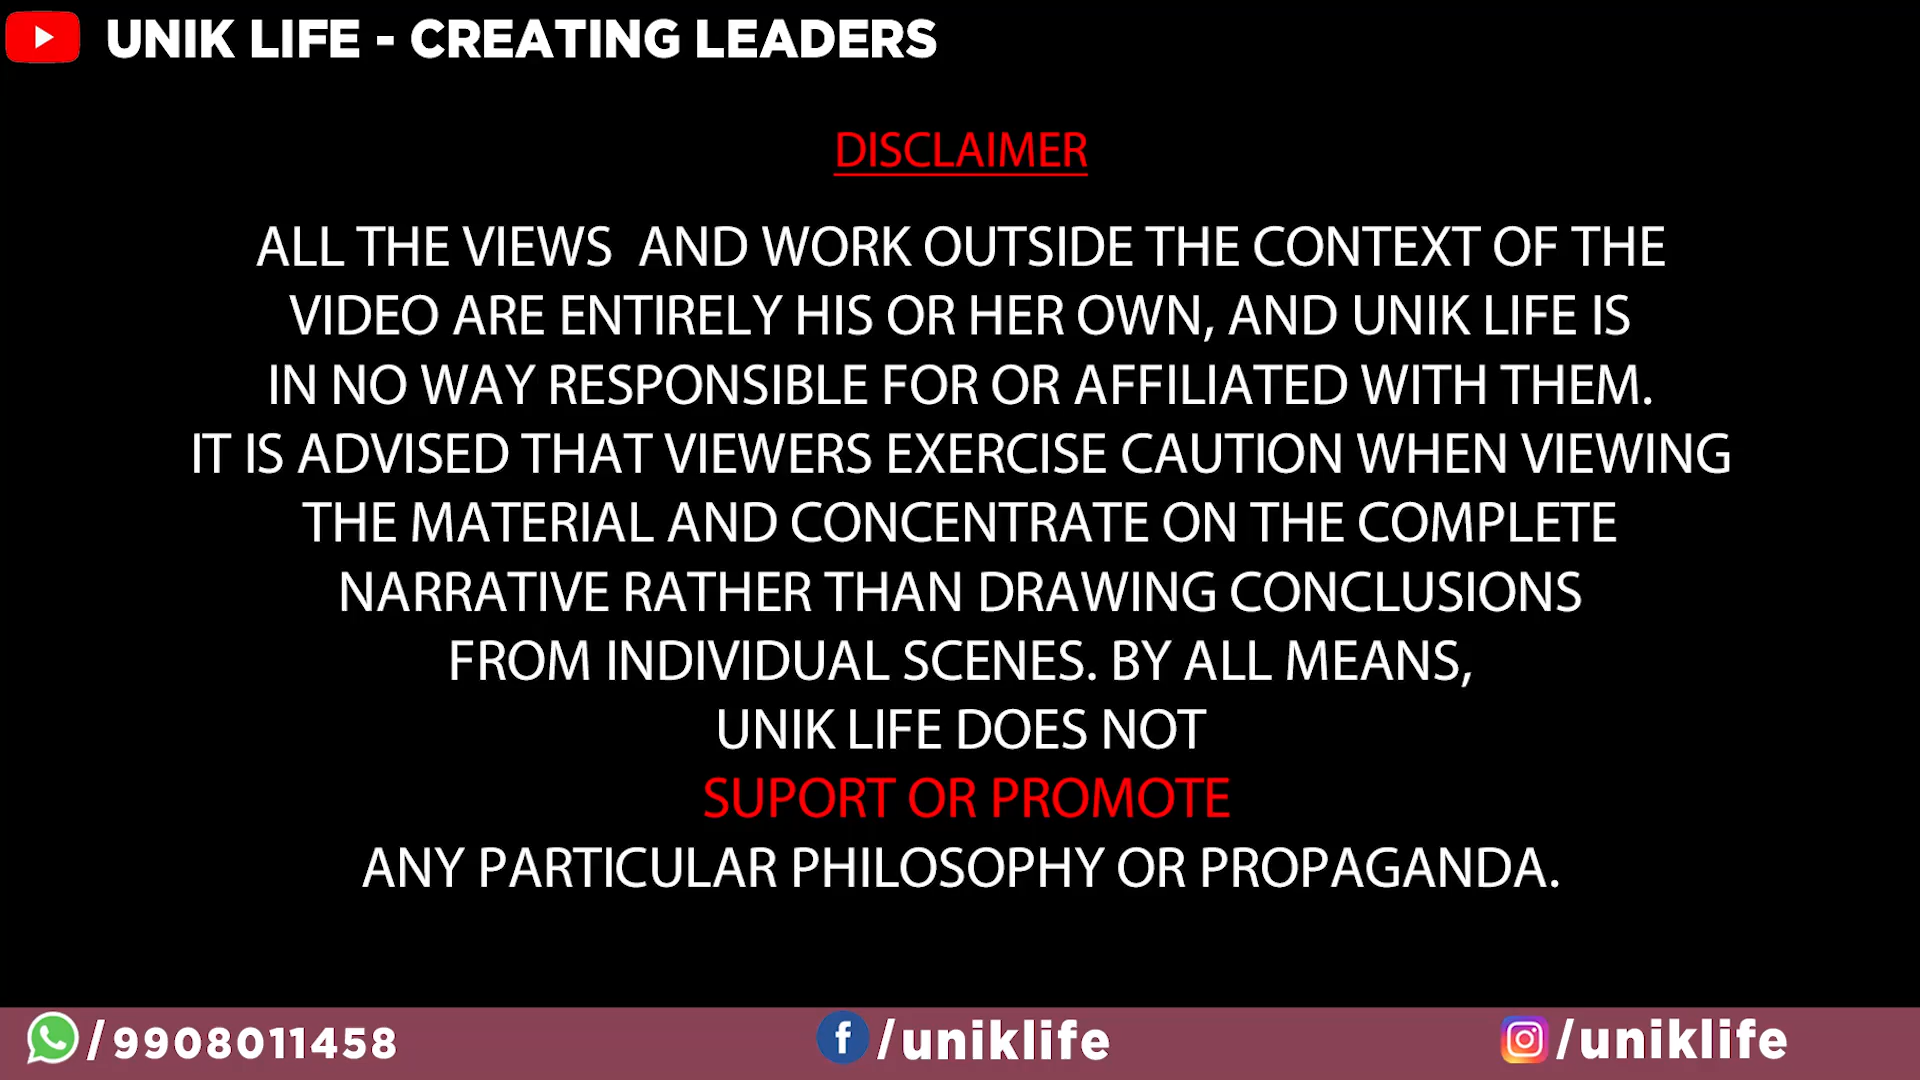 UNIK LIFE - CREATING LEADERS
DISCLAIMER
ALL THE VIEWS  AND WORK OUTSIDE THE CONTEXT OF THE
VIDEO ARE ENTIRELY HIS OR HER OWN, AND UNIK LIFE IS
IN NO WAY RESPONSIBLE FOR OR AFFILIATED WITH THEM.
IT IS ADVISED THAT VIEWERS EXERCISE CAUTION WHEN VIEWING
THE MATERIAL AND CONCENTRATE ON THE COMPLETE
NARRATIVE RATHER THAN DRAWING CONCLUSIONS
FROM INDIVIDUAL SCENES. BY ALL MEANS,
UNIK LIFE DOES NOT
SUPORT OR PROMOTE
ANY PARTICULAR PHILOSOPHY OR PROPAGANDA.
/9908011458 /uniklife /uniklife